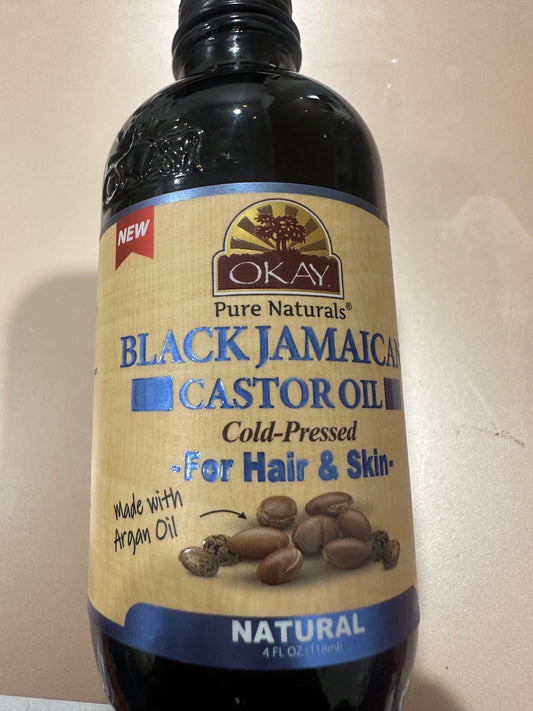 OKAY
NEW
OKAY
Pure Naturals®
BLACK JAMAICAN
CASTOR OIL
Cold-Pressed
-For Hair & Skin-
Made with
Argan Oil
NATURAL
4 FL OZ (118ml)